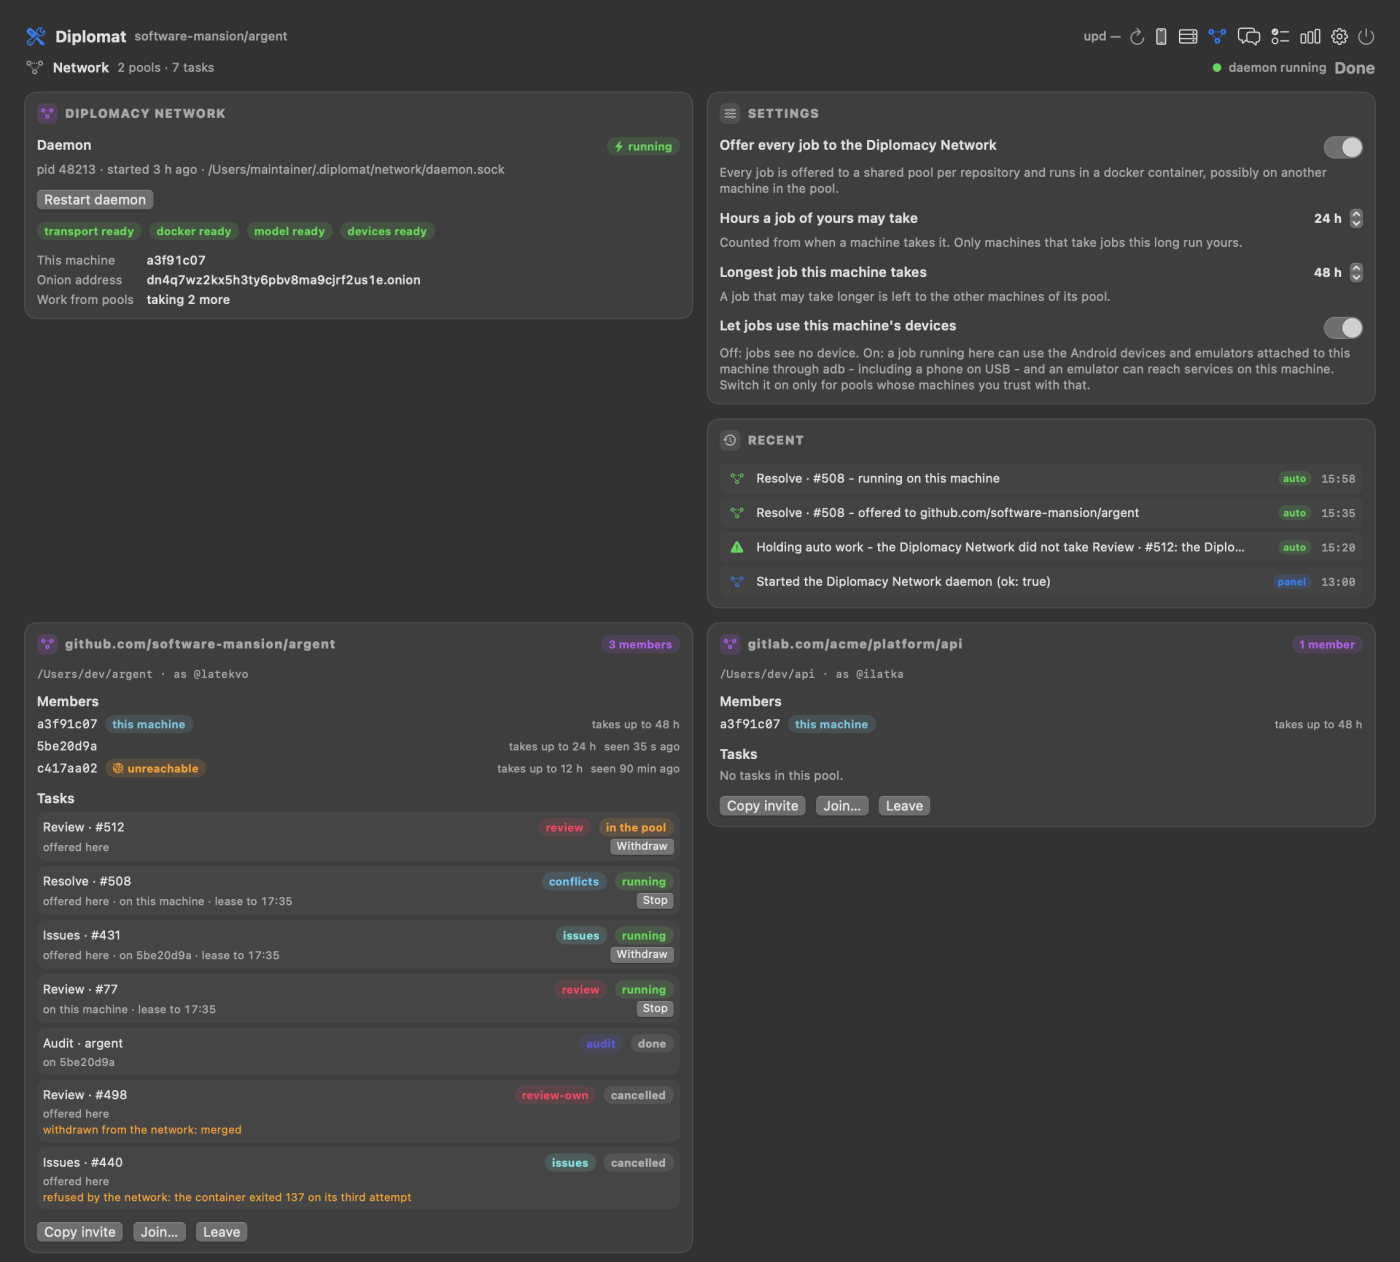 Diplomat software-mansion/argent
upd —
Network 2 pools · 7 tasks
daemon running Done
DIPLOMACY NETWORK
Daemon
running
pid 48213 · started 3 h ago · /Users/maintainer/.diplomat/network/daemon.sock
Restart daemon
transport ready docker ready model ready devices ready
This machine a3f91c07
Onion address dn4q7wz2kx5h3ty6pbv8ma9cjrf2us1e.onion
Work from pools taking 2 more
SETTINGS
Offer every job to the Diplomacy Network
Every job is offered to a shared pool per repository and runs in a docker container, possibly on another
machine in the pool.
Hours a job of yours may take 24 h
Counted from when a machine takes it. Only machines that take jobs this long run yours.
Longest job this machine takes 48 h
A job that may take longer is left to the other machines of its pool.
Let jobs use this machine's devices
Off: jobs see no device. On: a job running here can use the Android devices and emulators attached to this
machine through adb - including a phone on USB - and an emulator can reach services on this machine.
Switch it on only for pools whose machines you trust with that.
RECENT
Resolve · #508 - running on this machine auto 15:58
Resolve · #508 - offered to github.com/software-mansion/argent auto 15:35
Holding auto work - the Diplomacy Network did not take Review · #512: the Diplo... auto 15:20
Started the Diplomacy Network daemon (ok: true) panel 13:00
github.com/software-mansion/argent 3 members
/Users/dev/argent · as @latekvo
Members
a3f91c07 this machine takes up to 48 h
5be20d9a takes up to 24 h seen 35 s ago
c417aa02 unreachable takes up to 12 h seen 90 min ago
Tasks
Review · #512 review in the pool
offered here Withdraw
Resolve · #508 conflicts running
offered here · on this machine · lease to 17:35 Stop
Issues · #431 issues running
offered here · on 5be20d9a · lease to 17:35 Withdraw
Review · #77 review running
on this machine · lease to 17:35 Stop
Audit · argent audit done
on 5be20d9a
Review · #498 review-own cancelled
offered here
withdrawn from the network: merged
Issues · #440 issues cancelled
offered here
refused by the network: the container exited 137 on its third attempt
Copy invite Join... Leave
gitlab.com/acme/platform/api 1 member
/Users/dev/api · as @ilatka
Members
a3f91c07 this machine takes up to 48 h
Tasks
No tasks in this pool.
Copy invite Join... Leave